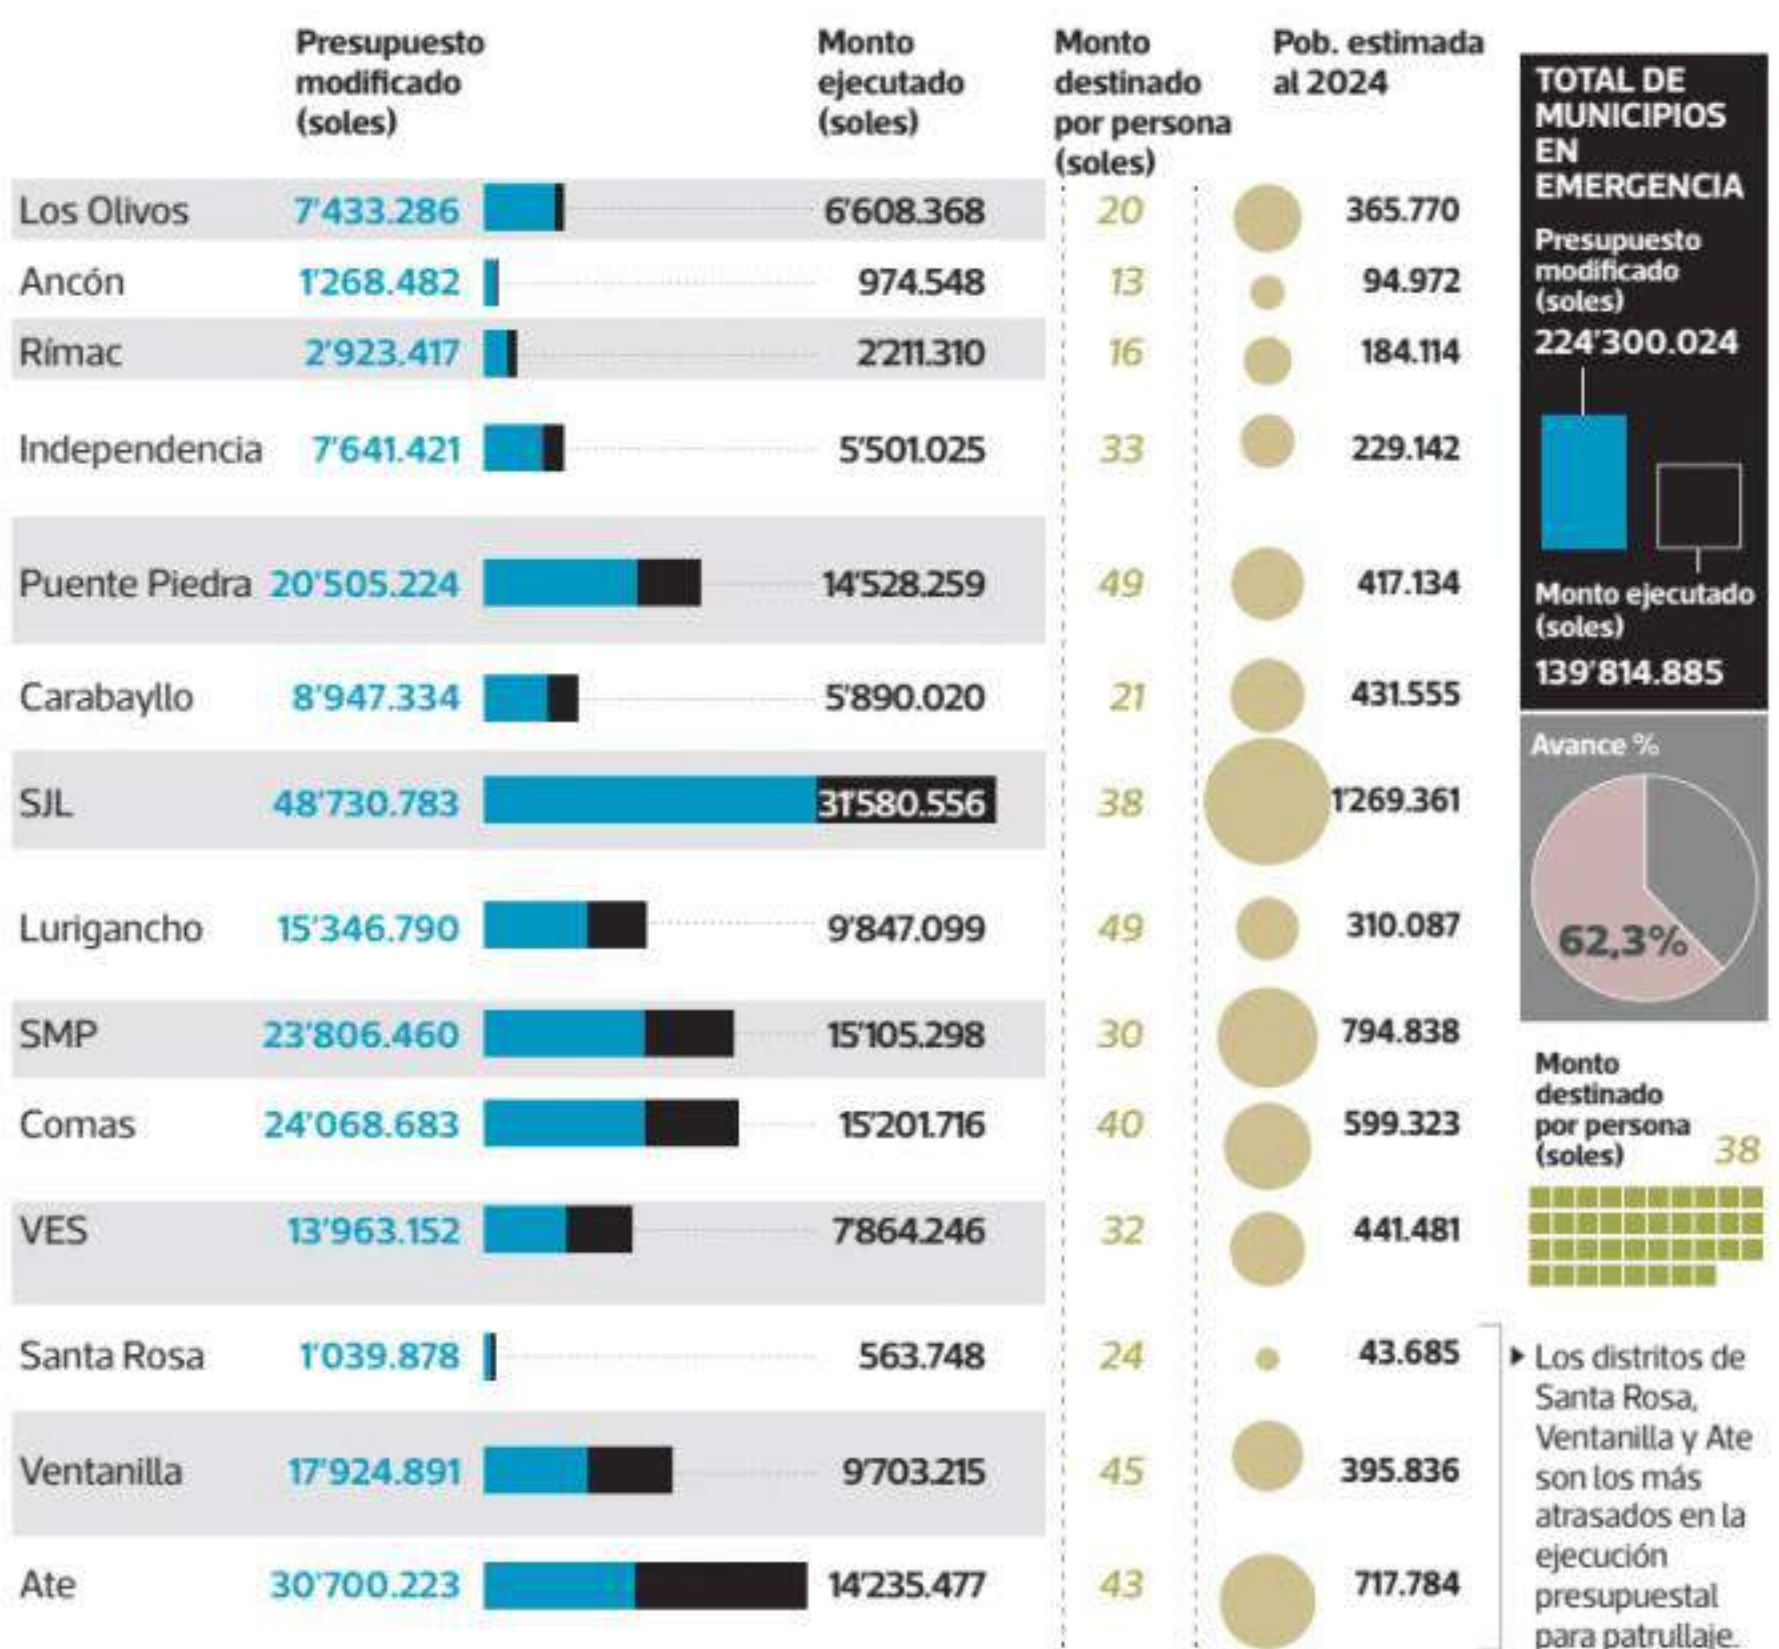 Presupuesto
modificado
(soles)
Monto
ejecutado
(soles)
Monto
destinado
por persona
(soles)
Pob. estimada
al 2024
Los Olivos 7'433.286 6'608.368 20 365.770
Ancón 1'268.482 974.548 13 94.972
Rímac 2'923.417 2'211.310 16 184.114
Independencia 7'641.421 5'501.025 33 229.142
Puente Piedra 20'505.224 14'528.259 49 417.134
Carabayllo 8'947.334 5'890.020 21 431.555
SJL 48'730.783 31'580.556 38 1'269.361
Lurigancho 15'346.790 9'847.099 49 310.087
SMP 23'806.460 15'105.298 30 794.838
Comas 24'068.683 15'201.716 40 599.323
VES 13'963.152 7'864.246 32 441.481
Santa Rosa 1'039.878 563.748 24 43.685
Ventanilla 17'924.891 9'703.215 45 395.836
Ate 30'700.223 14'235.477 43 717.784
TOTAL DE
MUNICIPIOS
EN
EMERGENCIA
Presupuesto
modificado
(soles)
224'300.024
Monto ejecutado
(soles)
139'814.885
Avance %
62,3%
Monto
destinado
por persona
(soles) 38
Los distritos de
Santa Rosa,
Ventanilla y Ate
son los más
atrasados en la
ejecución
presupuestal
para patrullaje.